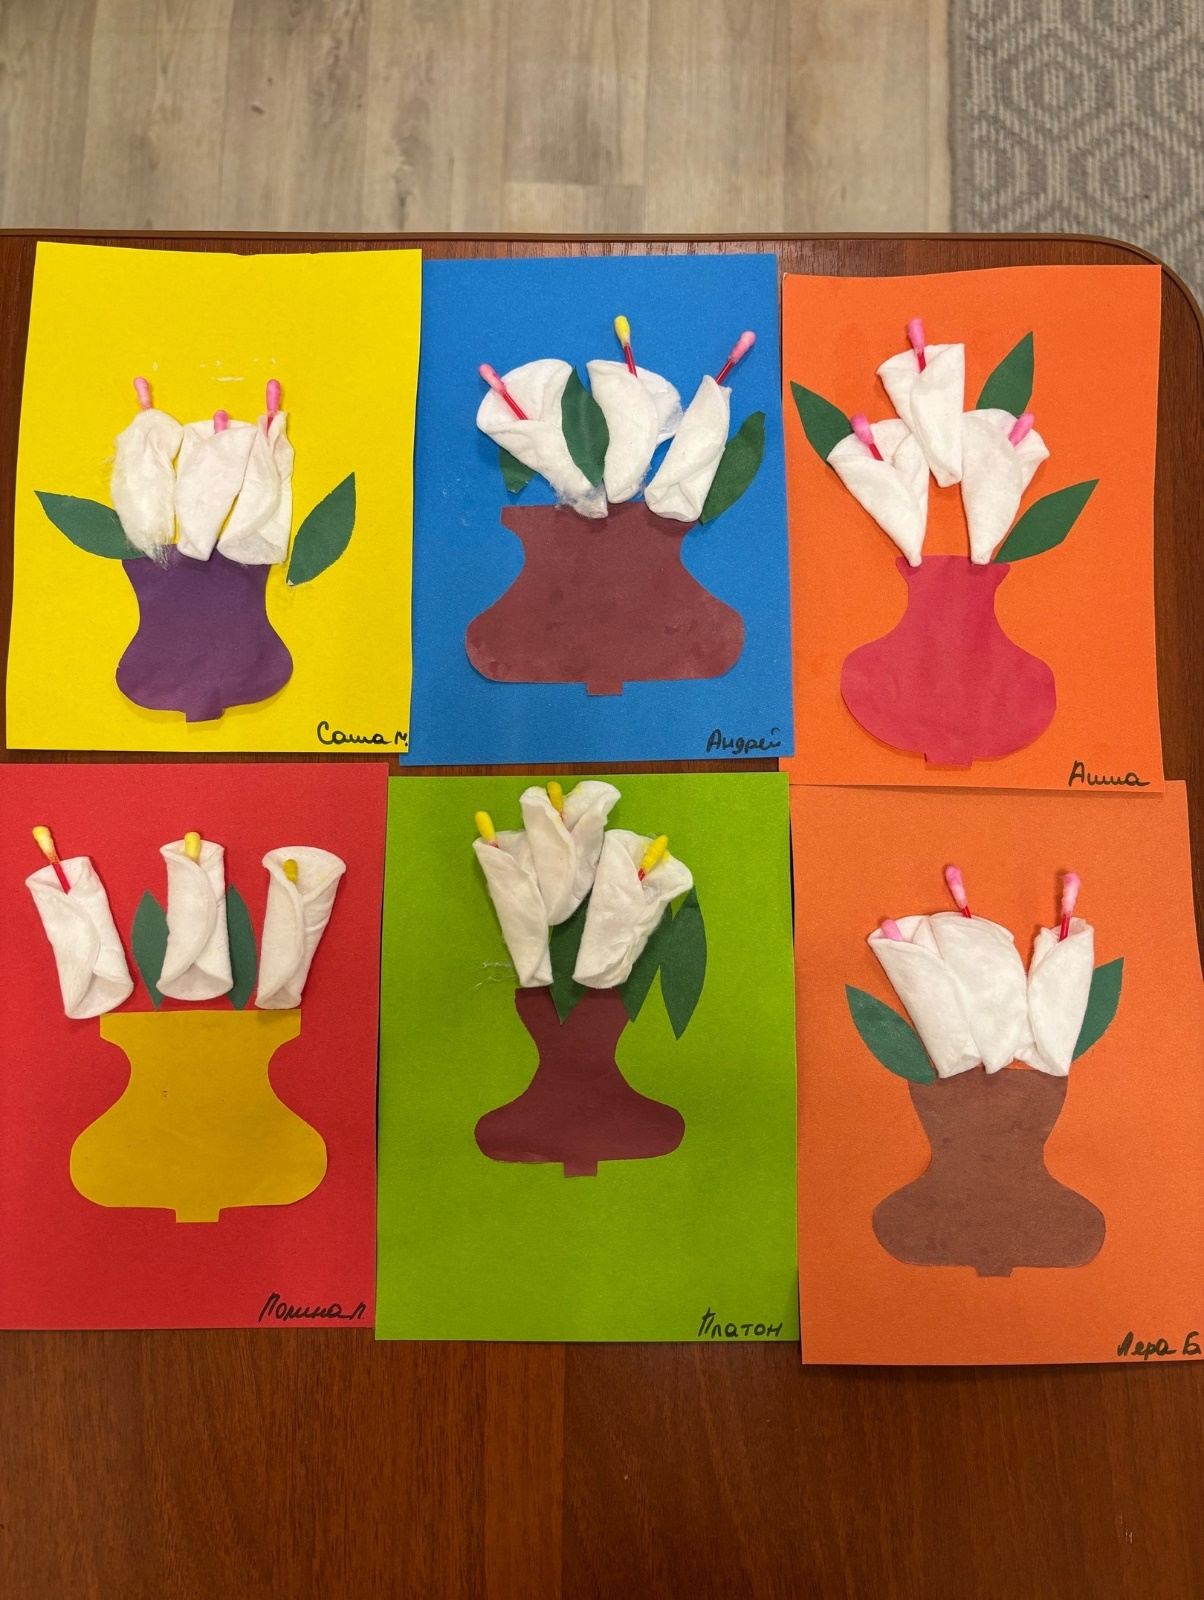 Саша М.
Андрей
Анна
Полина П.
Платон
Лера Б